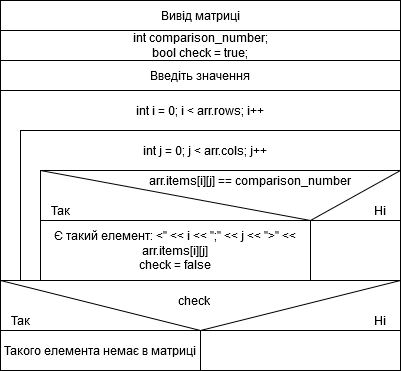 Вивід матриці
int comparison_number;
bool check = true;
Введіть значення
int i = 0; i < arr.rows; i++
int j = 0; j < arr.cols; j++
arr.items[i][j] == comparison_number
Так
Ні
Є такий елемент: <" << i << ";" << j << ">" <<
arr.items[i][j]
check = false
check
Так
Ні
Такого елемента немає в матриці